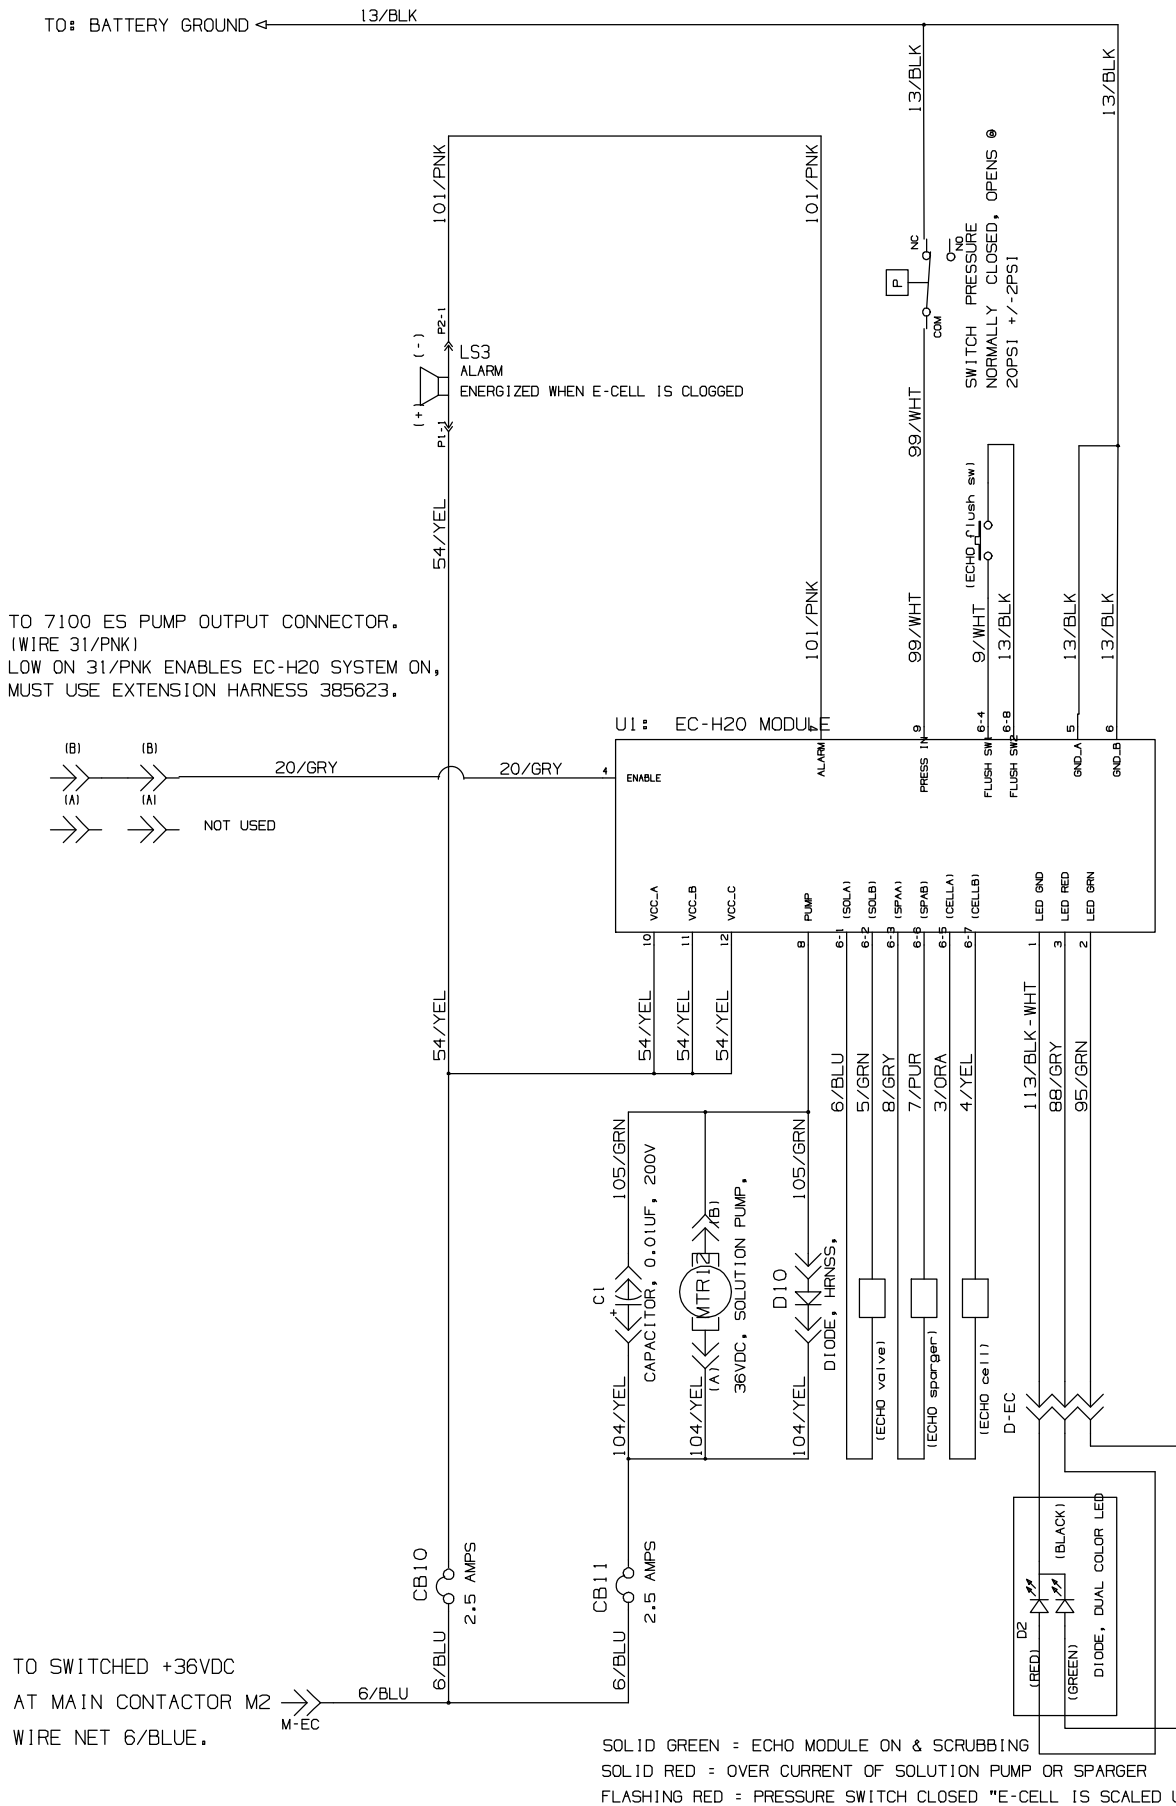 TO: BATTERY GROUND
13/BLK
13/BLK
13/BLK
101/PNK
101/PNK
SWITCH PRESSURE
NORMALLY CLOSED, OPENS @
20PSI +/-2PSI
NC
NO
P
COM
P2-1
(-)
LS3
ALARM
ENERGIZED WHEN E-CELL IS CLOGGED
(+)
P1-1
54/YEL
99/WHT
(ECHO flush sw)
TO 7100 ES PUMP OUTPUT CONNECTOR.
(WIRE 31/PNK)
LOW ON 31/PNK ENABLES EC-H2O SYSTEM ON,
MUST USE EXTENSION HARNESS 385623.
101/PNK
99/WHT
9/WHT
13/BLK
13/BLK
13/BLK
U1: EC-H2O MODULE
9
6-4
6-8
5
6
(B)
(B)
20/GRY
20/GRY
4
ENABLE
ALARM
PRESS IN
FLUSH SW1
FLUSH SW2
GND_A
GND_B
(A)
(A)
NOT USED
VCC_A
VCC_B
VCC_C
PUMP
(SOLA)
(SOLB)
(SPAA)
(SPAB)
(CELLA)
(CELLB)
LED GND
LED RED
LED GRN
10
11
12
8
6-1
6-2
6-3
6-6
6-5
6-7
1
3
2
54/YEL
54/YEL
54/YEL
54/YEL
6/BLU
5/GRN
8/GRY
7/PUR
3/ORA
4/YEL
113/BLK-WHT
88/GRY
95/GRN
105/GRN
105/GRN
C1
+
CAPACITOR, 0.01UF, 200V
(B)
MTR12
(A)
36VDC, SOLUTION PUMP,
D10
DIODE, HRNSS,
(ECHO valve)
(ECHO sparger)
(ECHO cell)
104/YEL
104/YEL
104/YEL
D-EC
CB10
2.5 AMPS
CB11
2.5 AMPS
(BLACK)
D2
(RED)
(GREEN)
DIODE, DUAL COLOR LED
6/BLU
6/BLU
TO SWITCHED +36VDC
AT MAIN CONTACTOR M2
WIRE NET 6/BLUE.
M-EC
6/BLU
SOLID GREEN = ECHO MODULE ON & SCRUBBING
SOLID RED = OVER CURRENT OF SOLUTION PUMP OR SPARGER
FLASHING RED = PRESSURE SWITCH CLOSED "E-CELL IS SCALED